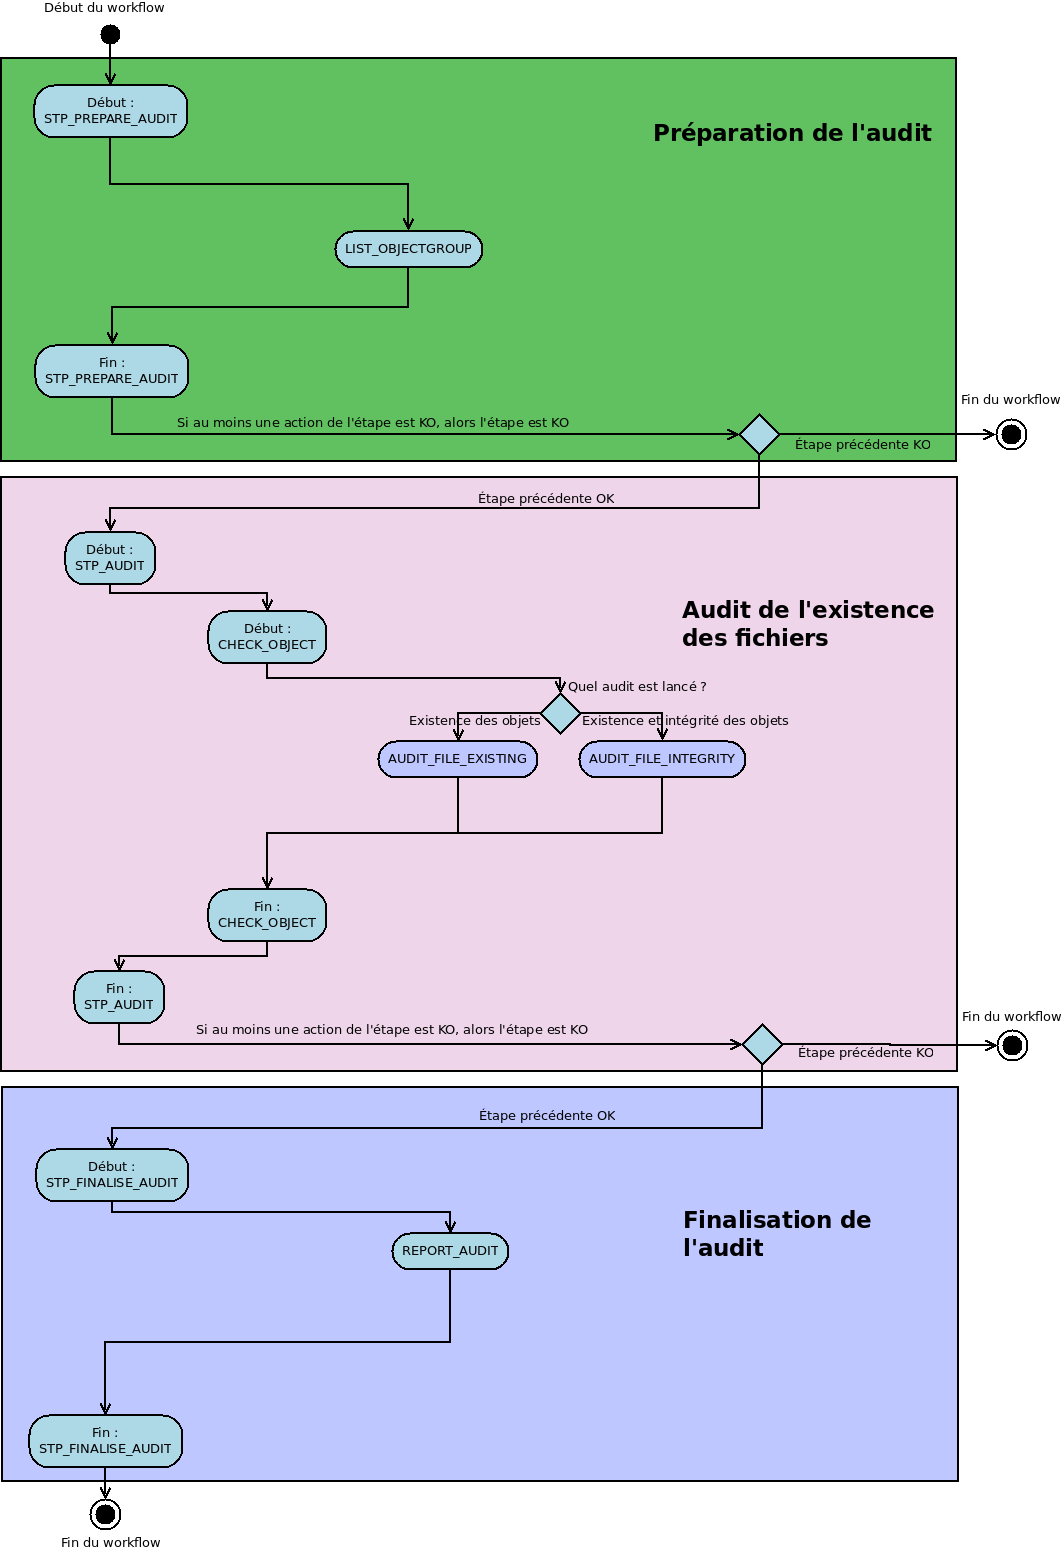 Début du workflow
Début :
STP_PREPARE_AUDIT
Préparation de l'audit
LIST_OBJECTGROUP
Fin :
STP_PREPARE_AUDIT
Si au moins une action de l'étape est KO, alors l'étape est KO
Fin du workflow
Étape précédente KO
Étape précédente OK
Début :
STP_AUDIT
Audit de l'existence
des fichiers
Début :
CHECK_OBJECT
Quel audit est lancé ?
Existence des objets
Existence et intégrité des objets
AUDIT_FILE_EXISTING
AUDIT_FILE_INTEGRITY
Fin :
CHECK_OBJECT
Fin :
STP_AUDIT
Si au moins une action de l'étape est KO, alors l'étape est KO
Fin du workflow
Étape précédente KO
Étape précédente OK
Début :
STP_FINALISE_AUDIT
Finalisation de
l'audit
REPORT_AUDIT
Fin :
STP_FINALISE_AUDIT
Fin du workflow